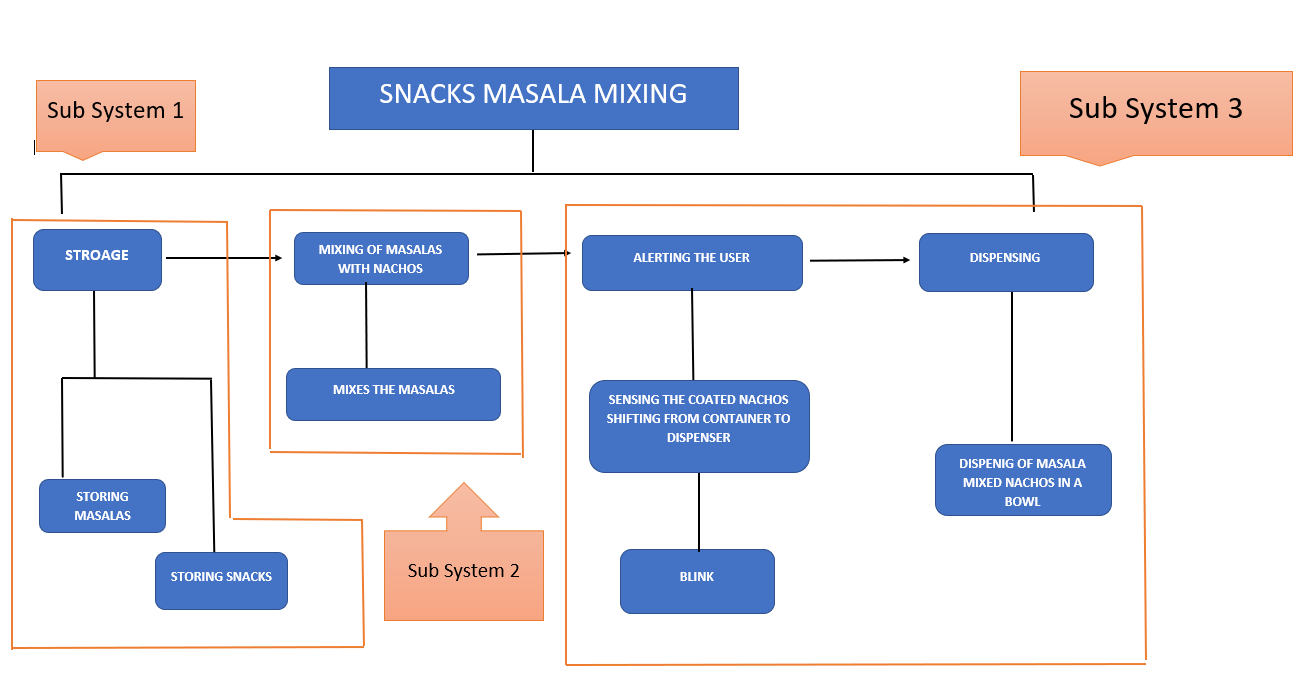 SNACKS MASALA MIXING
Sub System 1
Sub System 3
STROAGE
MIXING OF MASALAS
WITH NACHOS
ALERTING THE USER
DISPENSING
MIXES THE MASALAS
SENSING THE COATED NACHOS
SHIFTING FROM CONTAINER TO
DISPENSER
DISPENIG OF MASALA
MIXED NACHOS IN A
BOWL
STORING
MASALAS
STORING SNACKS
Sub System 2
BLINK